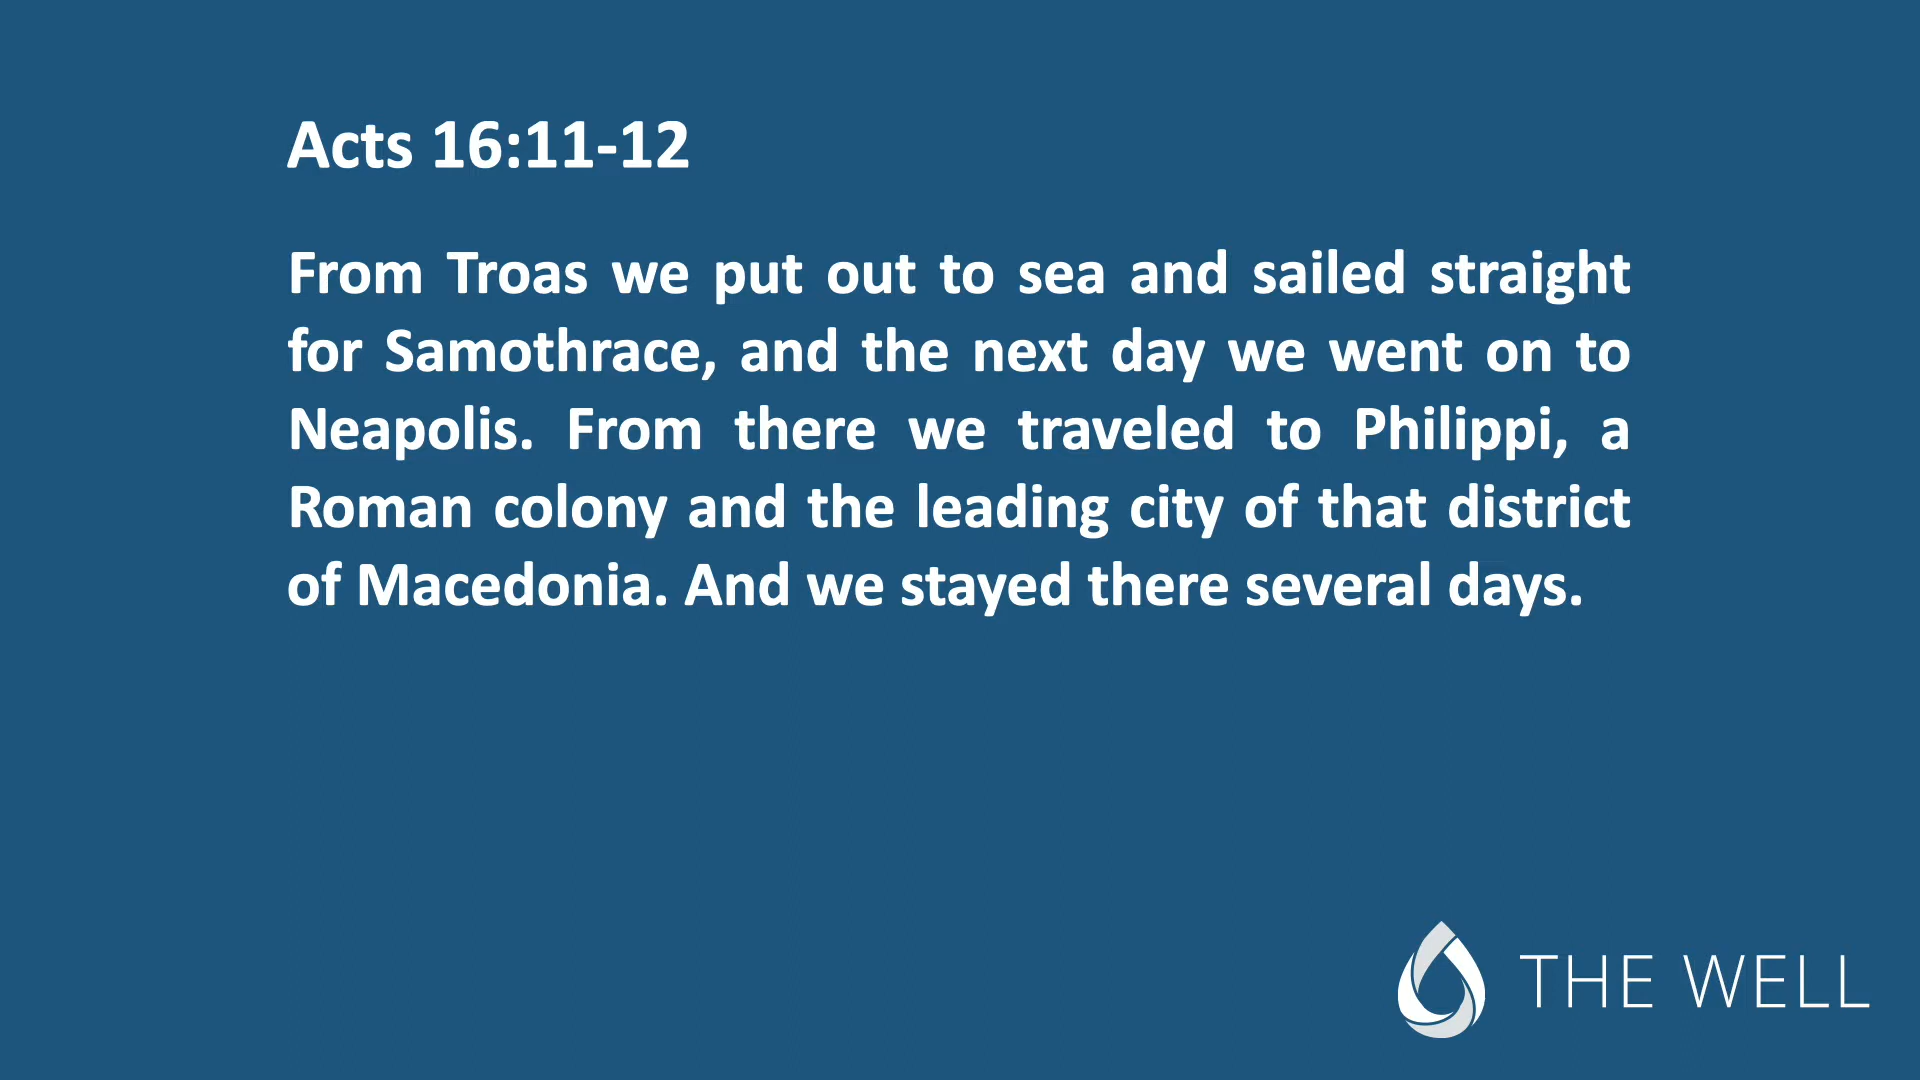 Acts 16:11-12
From Troas we put out to sea and sailed straight
for Samothrace, and the next day we went on to
Neapolis. From there we traveled to Philippi, a
Roman colony and the leading city of that district
of Macedonia. And we stayed there several days.
THE WELL